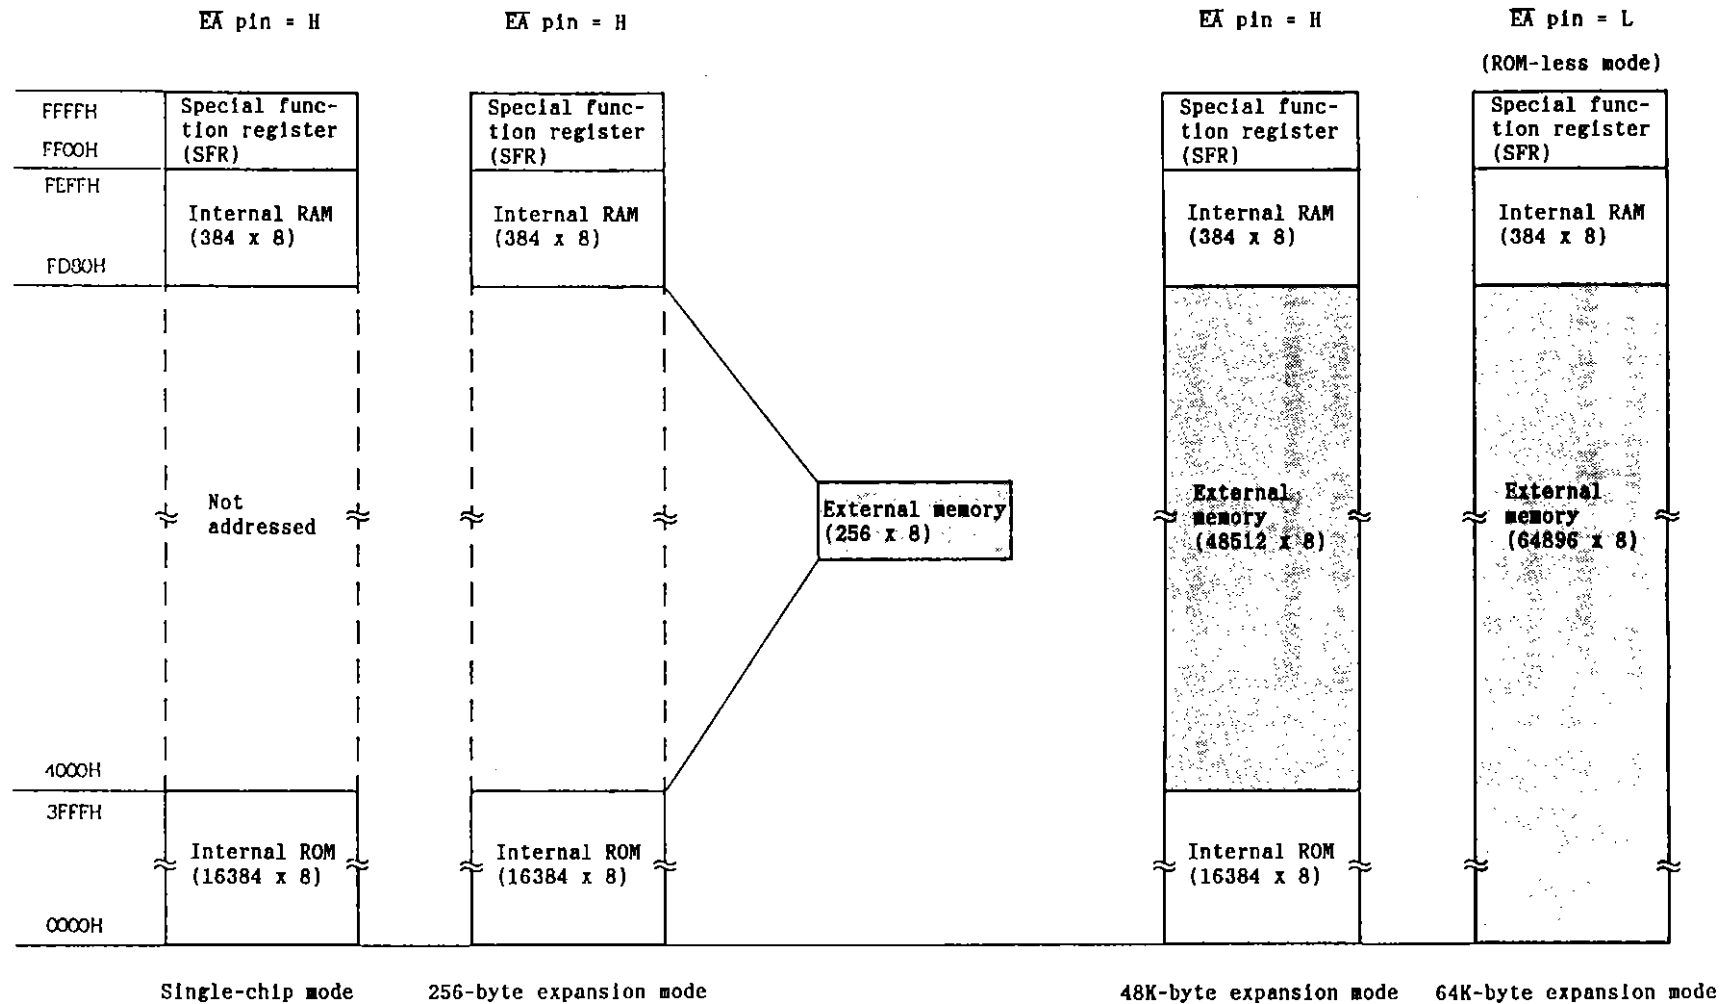 EA pin = H
EA pin = H
EA pin = H
EA pin = L
(ROM-less mode)
FFFFH
FF00H
FEFFH
FD80H
4000H
3FFFH
0000H
Special func-
tion register
(SFR)
Internal RAM
(384 x 8)
Not
addressed
Internal ROM
(16384 x 8)
Single-chip mode
Special func-
tion register
(SFR)
Internal RAM
(384 x 8)
Internal ROM
(16384 x 8)
256-byte expansion mode
External memory
(256 x 8)
Special func-
tion register
(SFR)
Internal RAM
(384 x 8)
External
memory
(48512 x 8)
Internal ROM
(16384 x 8)
48K-byte expansion mode
Special func-
tion register
(SFR)
Internal RAM
(384 x 8)
External
memory
(64896 x 8)
64K-byte expansion mode